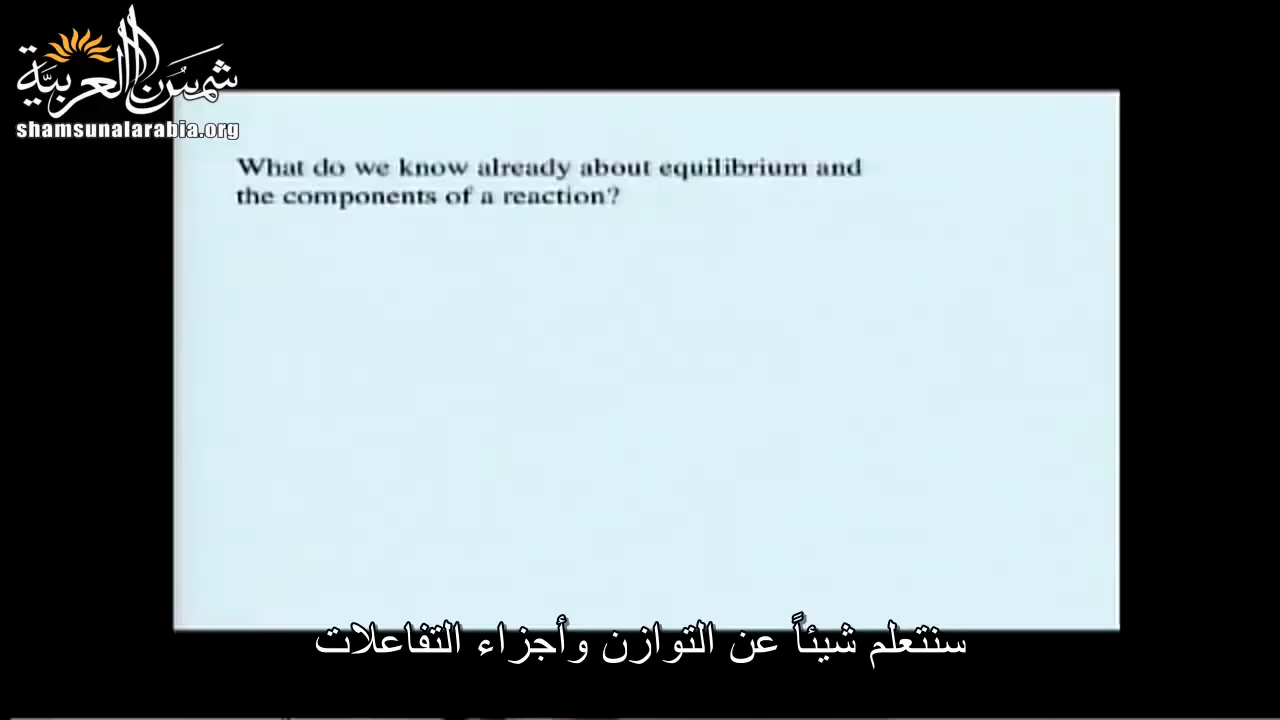 شمسن العربية
shamsunalarabia.org
What do we know already about equilibrium and
the components of a reaction?
سنتعلم شيئاً عن التوازن وأجزاء التفاعلات